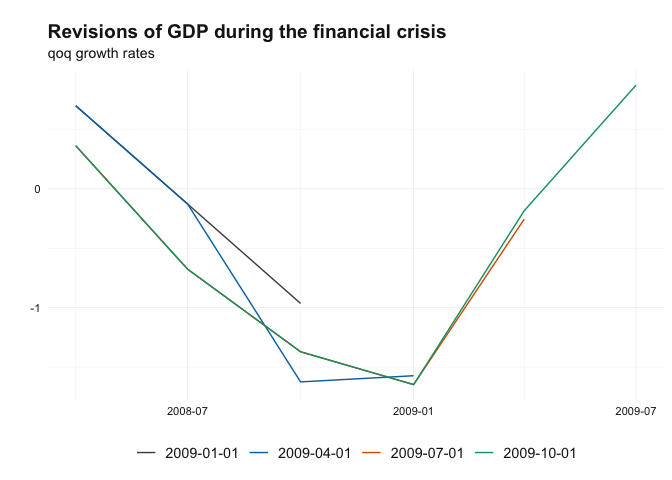 Revisions of GDP during the financial crisis
qoq growth rates
0
-1
2008-07 2009-01 2009-07
2009-01-01 2009-04-01 2009-07-01 2009-10-01